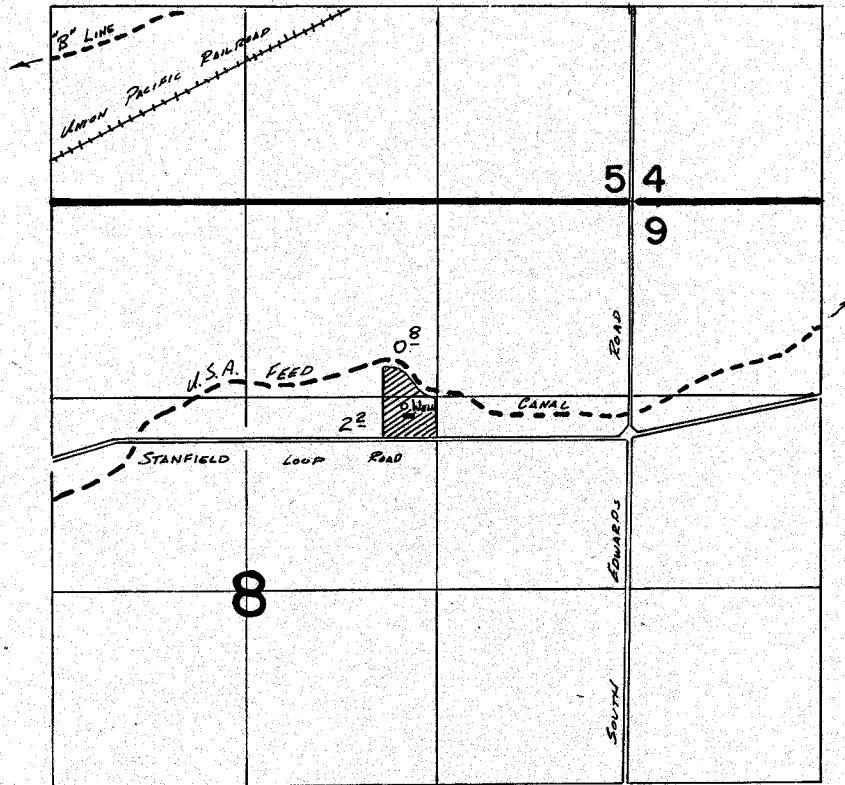 "B" LINE
UNION PACIFIC RAILROAD
5 4
9
ROAD
0 8
U.S.A. FEED
CANAL
WELL
2 2
STANFIELD LOOP ROAD
EDWARDS
8
SOUTH